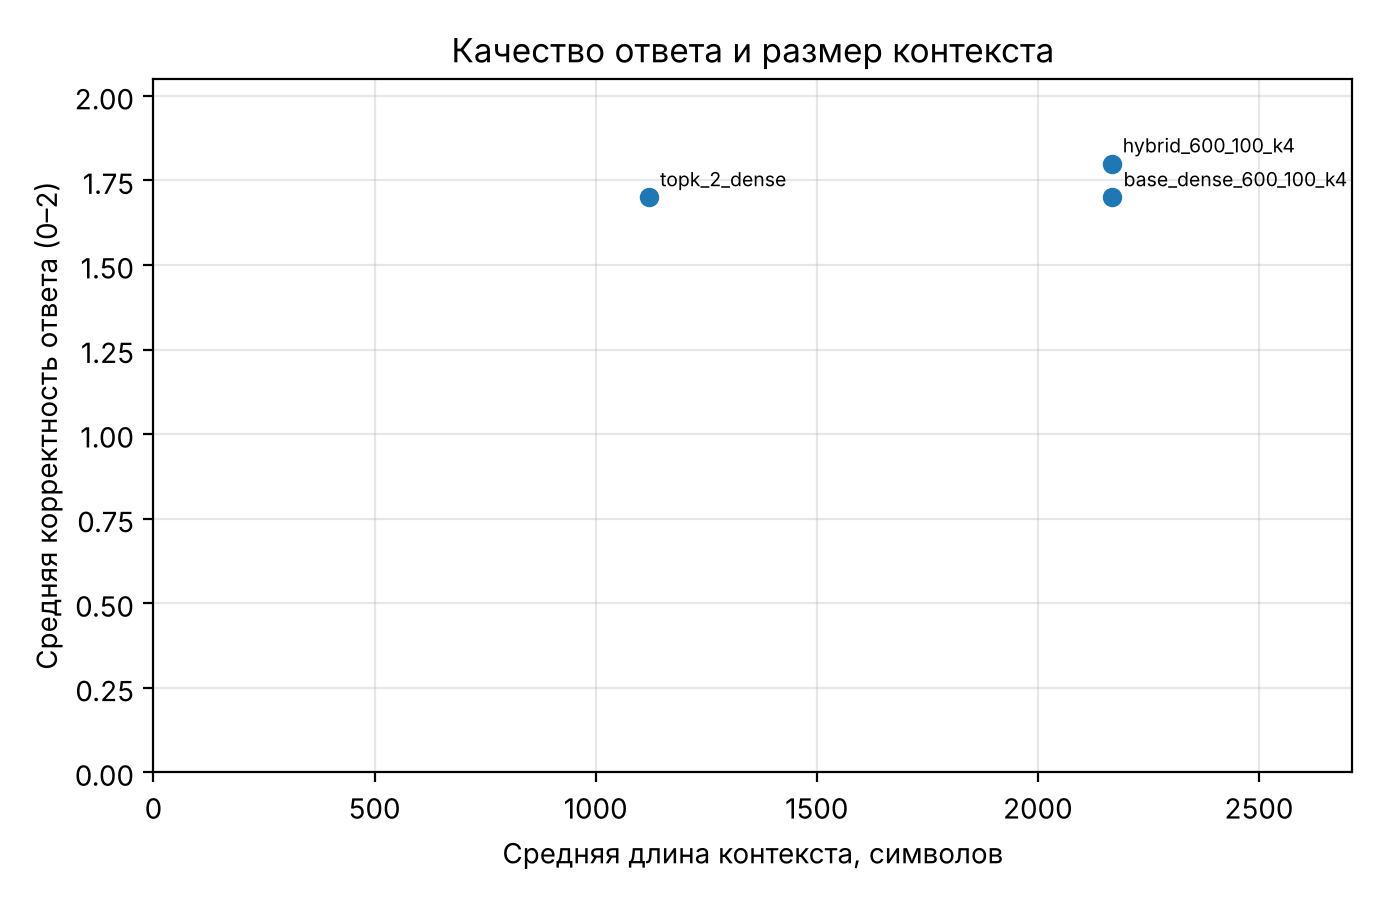 Качество ответа и размер контекста
2.00
hybrid_600_100_k4
1.75
topk_2_dense
base_dense_600_100_k4
1.50
1.25
1.00
0.75
0.50
0.25
0.00
Средняя корректность ответа (0–2)
0 500 1000 1500 2000 2500
Средняя длина контекста, символов